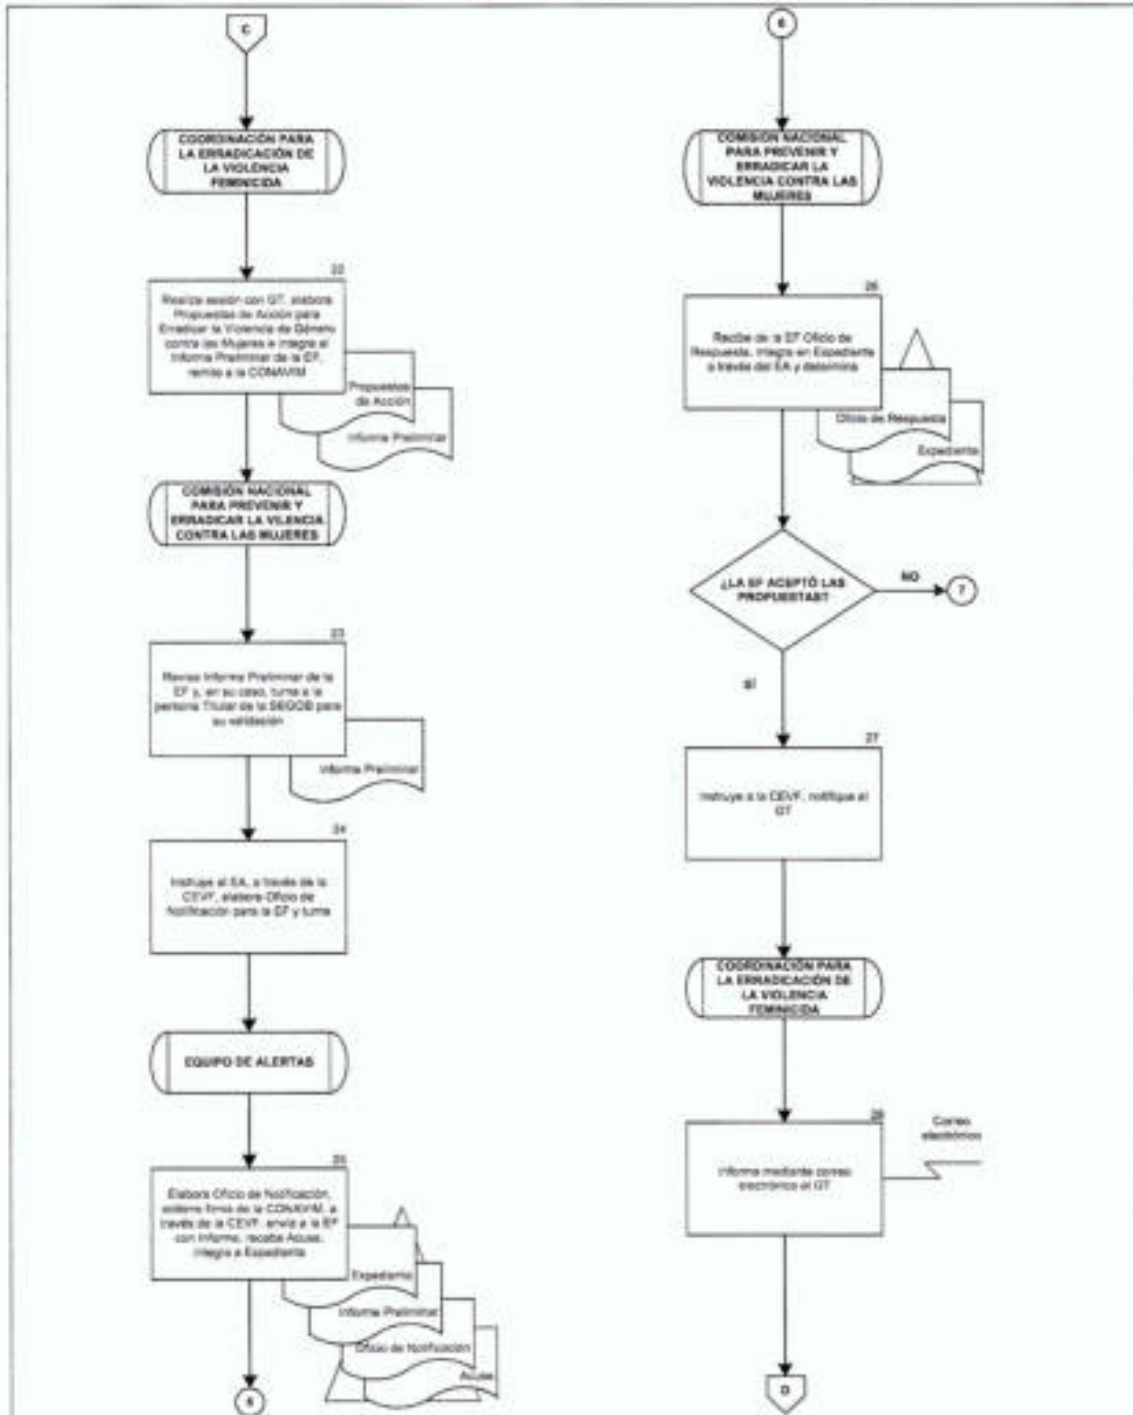 C
COORDINACIÓN PARA
LA ERRADICACIÓN DE
LA VIOLENCIA
FEMINICIDA
22
Realiza sesión con GT, elabora
Propuestas de Acción para
Erradicar la Violencia de Género
contra las Mujeres e integra el
Informe Preliminar de la EF,
remite a la CONAVIM
Propuestas
de Acción
Informe Preliminar
COMISIÓN NACIONAL
PARA PREVENIR Y
ERRADICAR LA VILENCIA
CONTRA LAS MUJERES
23
Revisa Informe Preliminar de la
EF y, en su caso, turna a la
persona Titular de la SEGOB para
su validación
Informe Preliminar
24
Instruye al EA, a través de la
CEVF, elabore Oficio de
Notificación para la EF y turna
EQUIPO DE ALERTAS
25
Elabora Oficio de Notificación,
obtiene firma de la CONAVIM, a
través de la CEVF, envía a la EF
con Informe, recaba Acuse,
integra a Expediente
Expediente
Informe Preliminar
Oficio de Notificación
Acuse
6
6
COMISIÓN NACIONAL
PARA PREVENIR Y
ERRADICAR LA
VIOLENCIA CONTRA LAS
MUJERES
26
Recibe de la EF Oficio de
Respuesta, integra en Expediente
a través del EA y determina
Oficio de Respuesta
Expediente
¿LA EF ACEPTÓ LAS
PROPUESTAS?
NO
7
SÍ
27
Instruye a la CEVF, notifique al
GT
COORDINACIÓN PARA
LA ERRADICACIÓN DE
LA VIOLENCIA
FEMINICIDA
28
Informa mediante correo
electrónico al GT
Correo
electrónico
D